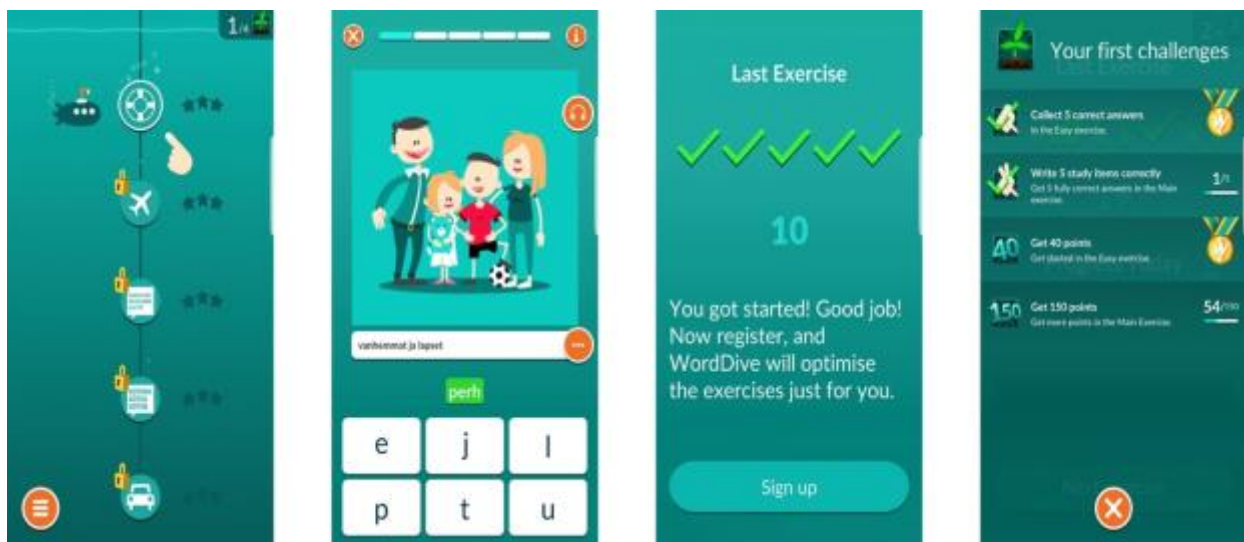 1/4
vanhemmat ja lapset
perh
e j l
p t u
Last Exercise
10
You got started! Good job!
Now register, and
WordDive will optimise
the exercises just for you.
Sign up
Your first challenges
Collect 5 correct answers
In the Easy exercise.
Write 5 study items correctly
1/5
Get 5 fully correct answers in the Main
exercise.
40
Get 40 points
Get started in the Easy exercise.
150
Get 150 points
54/150
Get more points in the Main Exercise.